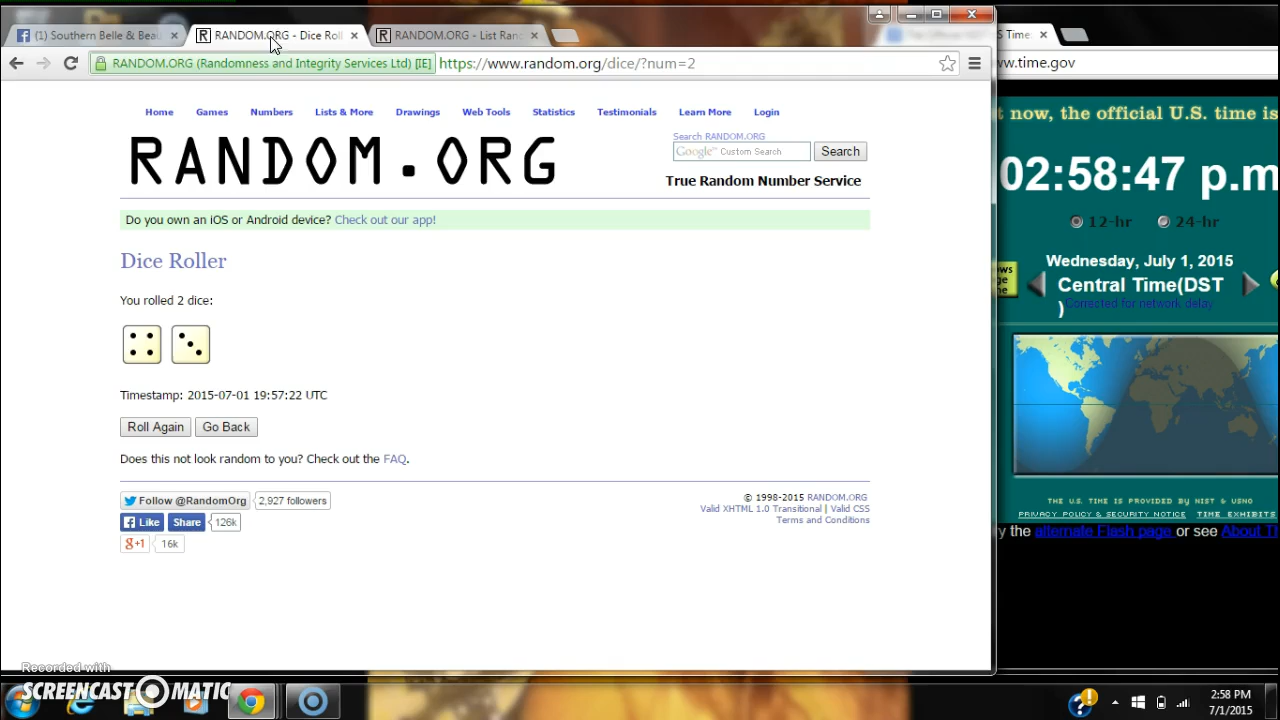 (1) Southern Belle & Beau
RANDOM.ORG - Dice Roll
RANDOM.ORG - List Ran
S Time:
RANDOM.ORG (Randomness and Integrity Services Ltd) [IE]
https://www.random.org/dice/?num=2
w.time.gov
Home Games Numbers Lists & More Drawings Web Tools Statistics Testimonials Learn More Login
RANDOM.ORG
Search RANDOM.ORG
Google™ Custom Search
Search
True Random Number Service
Do you own an iOS or Android device? Check out our app!
Dice Roller
You rolled 2 dice:
Timestamp: 2015-07-01 19:57:22 UTC
Roll Again
Go Back
Does this not look random to you? Check out the FAQ.
Follow @RandomOrg
2,927 followers
Like
Share
126k
g+1
16k
© 1998-2015 RANDOM.ORG
Valid XHTML 1.0 Transitional | Valid CSS
Terms and Conditions
t now, the official U.S. time is
02:58:47 p.m
12-hr
24-hr
Wednesday, July 1, 2015
Central Time(DST
)
Corrected for network delay
THE U.S. TIME IS PROVIDED BY NIST & USNO
PRIVACY POLICY & SECURITY NOTICE
TIME EXHIBITS
y the alternate Flash page or see About Th
Recorded with
SCREENCAST-O-MATIC
2:58 PM
7/1/2015